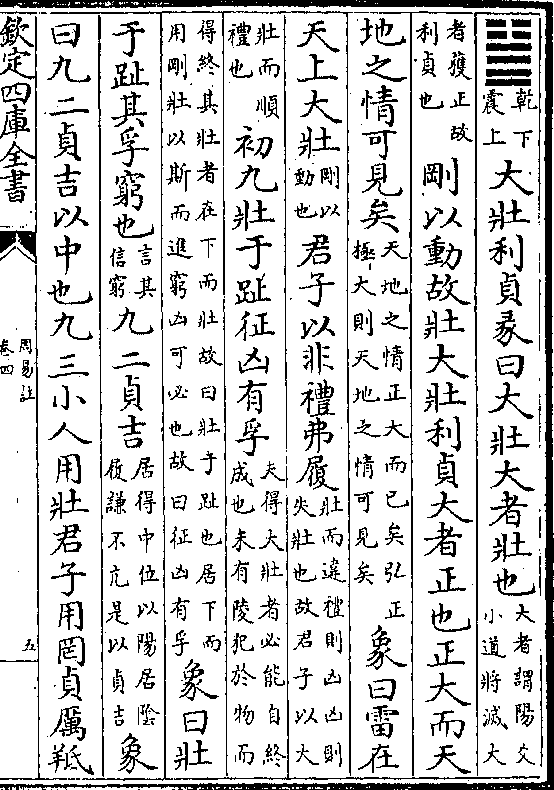 乾下
震上
大壯利貞彖曰大壯大者壯也
大者謂陽爻
小道將滅大
者獲正故
利貞也
剛以動故壯大壯利貞大者正也正大而天
地之情可見矣
天地之情正大而已矣弘正
極大則天地之情可見矣
象曰雷在
天上大壯
剛以
動也
君子以非禮弗履
壯而違禮則凶凶則
失壯也故君子以大
壯而順
禮也
初九壯于趾征凶有孚
夫得大壯者必能自終
成也未有陵犯於物而
得終其壯者在下而壯故曰壯于趾也居下而
用剛壯以斯而進窮凶可必也故曰征凶有孚
象曰壯
于趾其孚窮也
言其
信窮
九二貞吉
居得中位以陽居陰
履謙不亢是以貞吉
象
曰九二貞吉以中也九三小人用壯君子用罔貞厲羝
欽定四庫全書
周易註
卷四
五